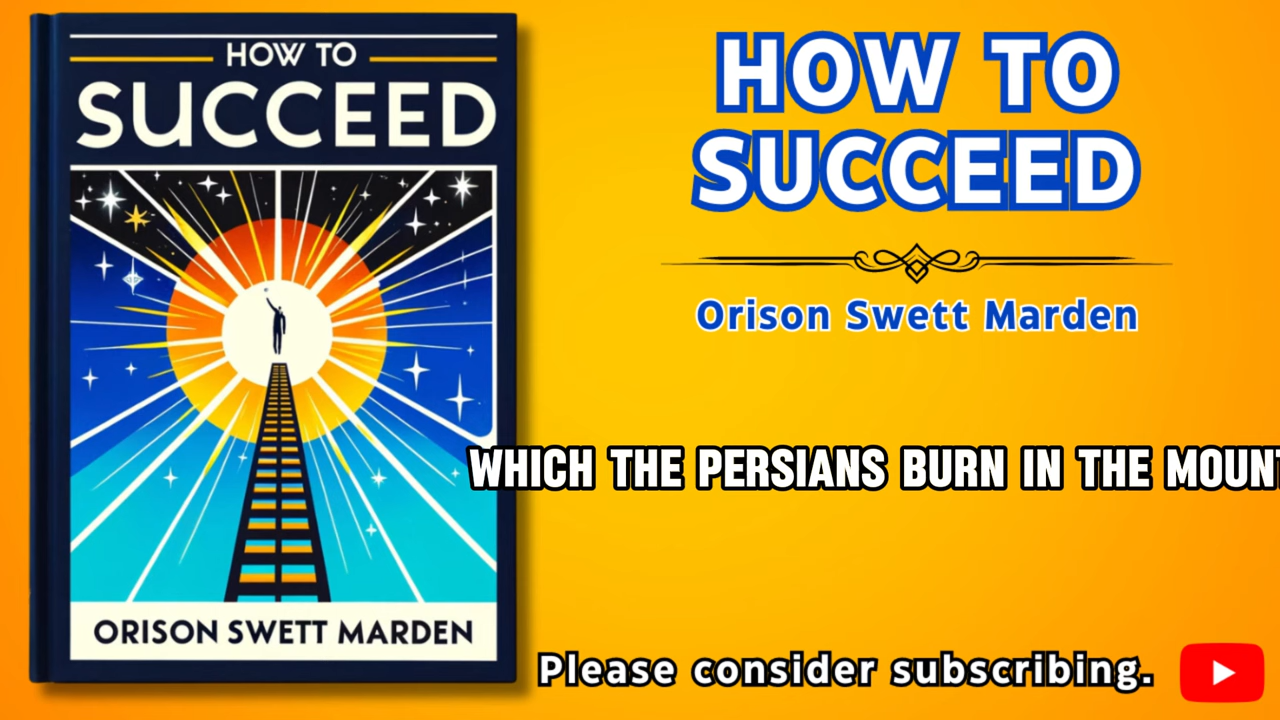 HOW TO
SUCCEED
ORISON SWETT MARDEN
HOW TO
SUCCEED
Orison Swett Marden
WHICH THE PERSIANS BURN IN THE MOUNT
Please consider subscribing.